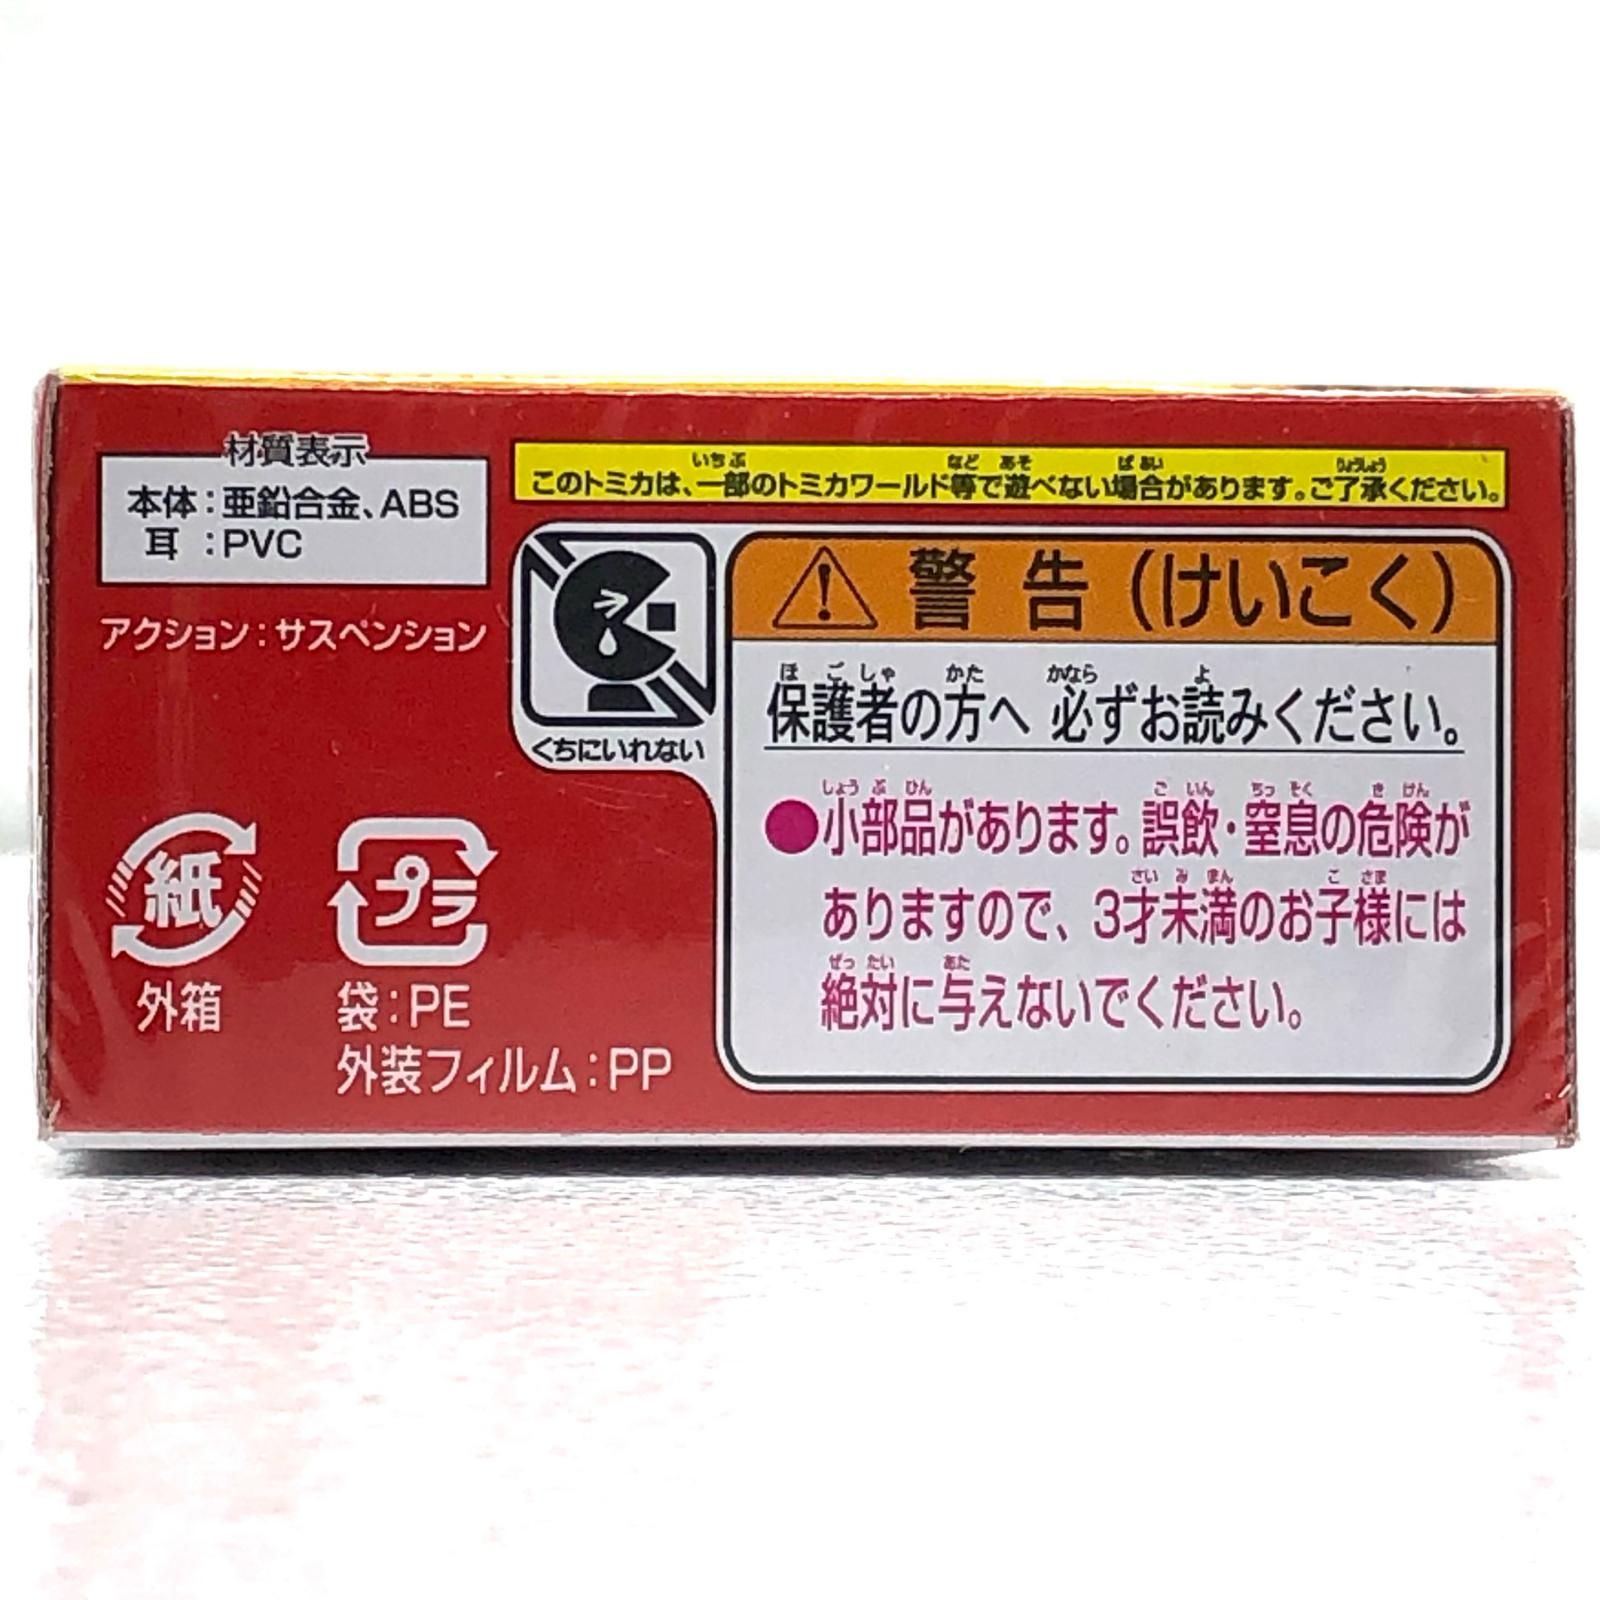 材質表示
本体：亜鉛合金、ABS
耳：PVC
アクション：サスペンション
紙
外箱
プラ
袋：PE
外装フィルム：PP
このトミカは、一部のトミカワールド等で遊べない場合があります。ご了承ください。
くちにいれない
警告（けいこく）
保護者の方へ 必ずお読みください。
●小部品があります。誤飲・窒息の危険が
ありますので、3才未満のお子様には
絶対に与えないでください。